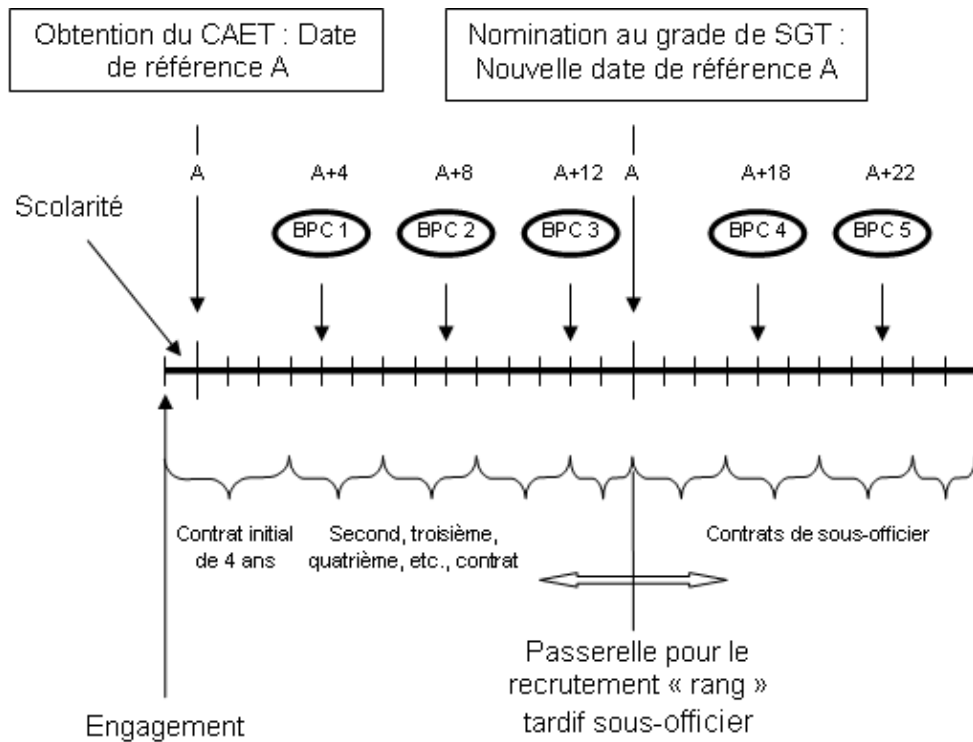 Obtention du CAET : Date
de référence A
Nomination au grade de SGT :
Nouvelle date de référence A
A
A+4
A+8
A+12
A
A+18
A+22
Scolarité
BPC 1
BPC 2
BPC 3
BPC 4
BPC 5
Contrat initial
de 4 ans
Second, troisième,
quatrième, etc., contrat
Contrats de sous-officier
Passerelle pour le
recrutement « rang »
tardif sous-officier
Engagement